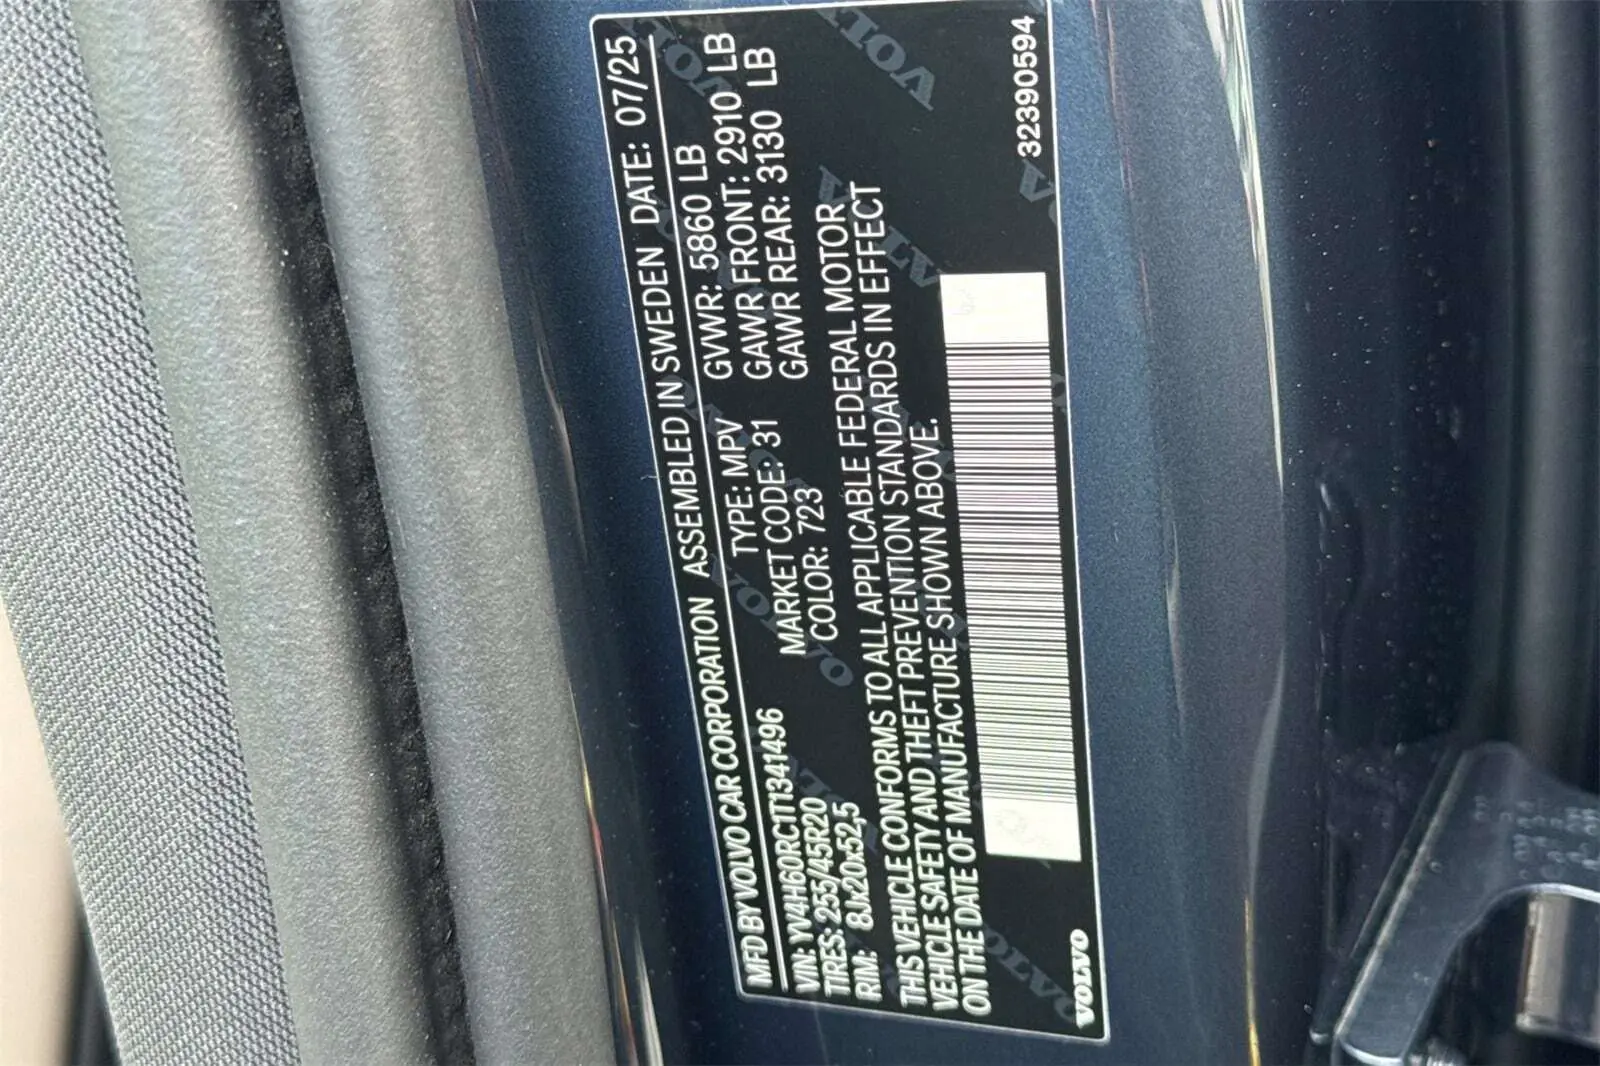 MFD BY VOLVO CAR CORPORATION ASSEMBLED IN SWEDEN DATE: 07/25
VIN: YV4H60RC1T1341496 TYPE: MPV GVWR: 5860 LB
TIRES: 255/45R20 MARKET CODE: 31 GAWR FRONT: 2910 LB
RIM: 8Jx20x52,5 COLOR: 723 GAWR REAR: 3130 LB
THIS VEHICLE CONFORMS TO ALL APPLICABLE FEDERAL MOTOR
VEHICLE SAFETY AND THEFT PREVENTION STANDARDS IN EFFECT
ON THE DATE OF MANUFACTURE SHOWN ABOVE.
VOLVO 32390594